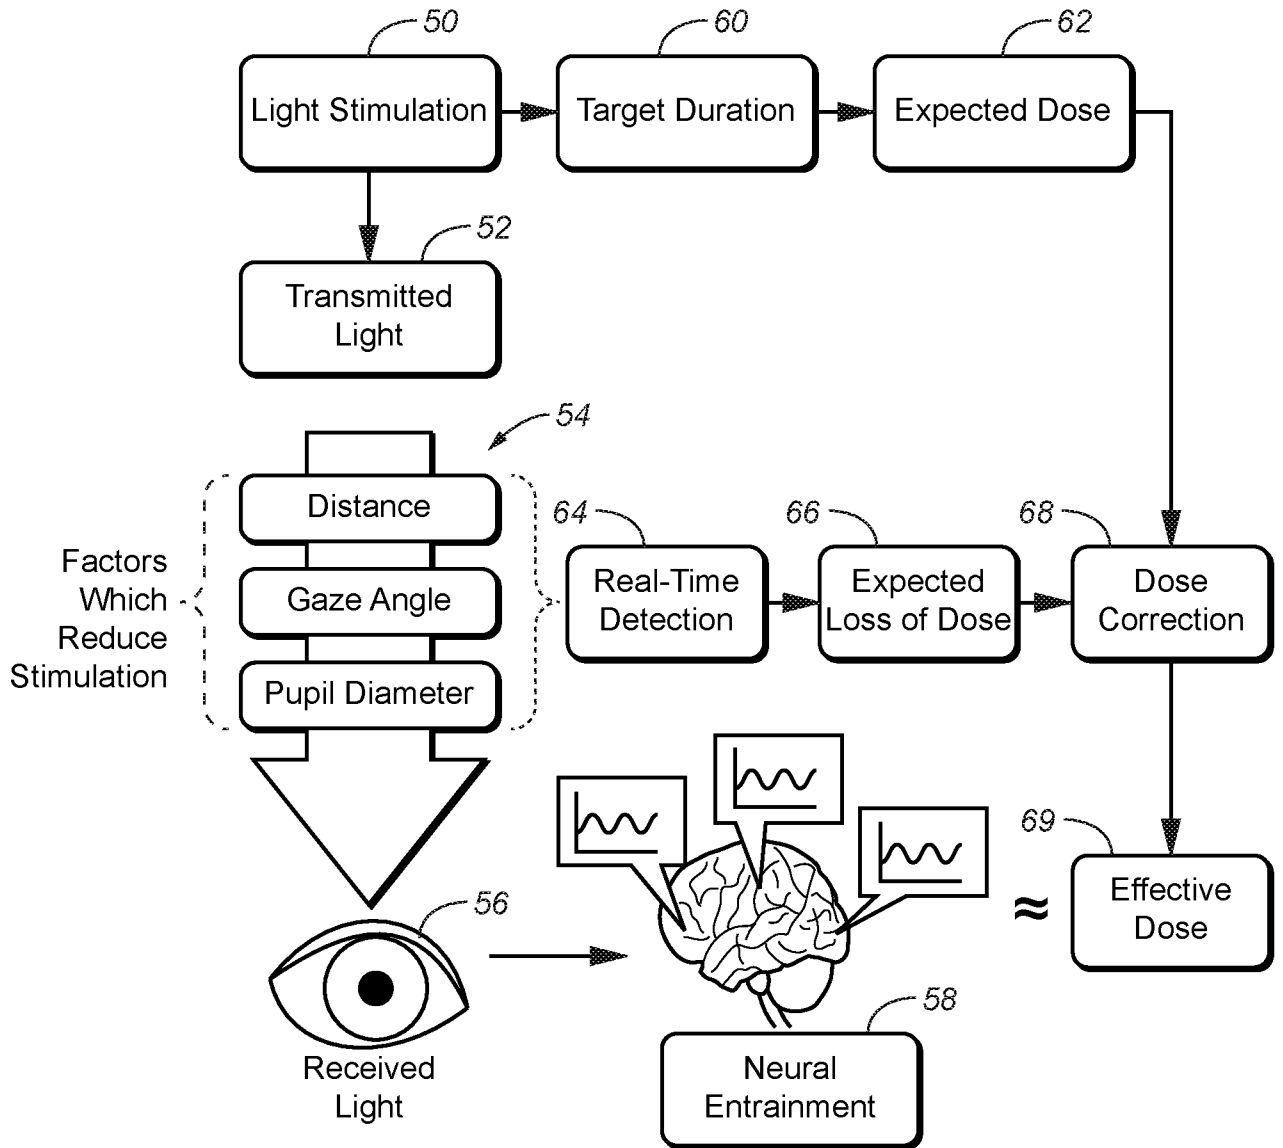 50
60
62
Light Stimulation
Target Duration
Expected Dose
52
Transmitted
Light
54
Factors
Which
Reduce
Stimulation
Distance
Gaze Angle
Pupil Diameter
64
Real-Time
Detection
66
Expected
Loss of Dose
68
Dose
Correction
69
≈
Effective
Dose
56
Received
Light
58
Neural
Entrainment